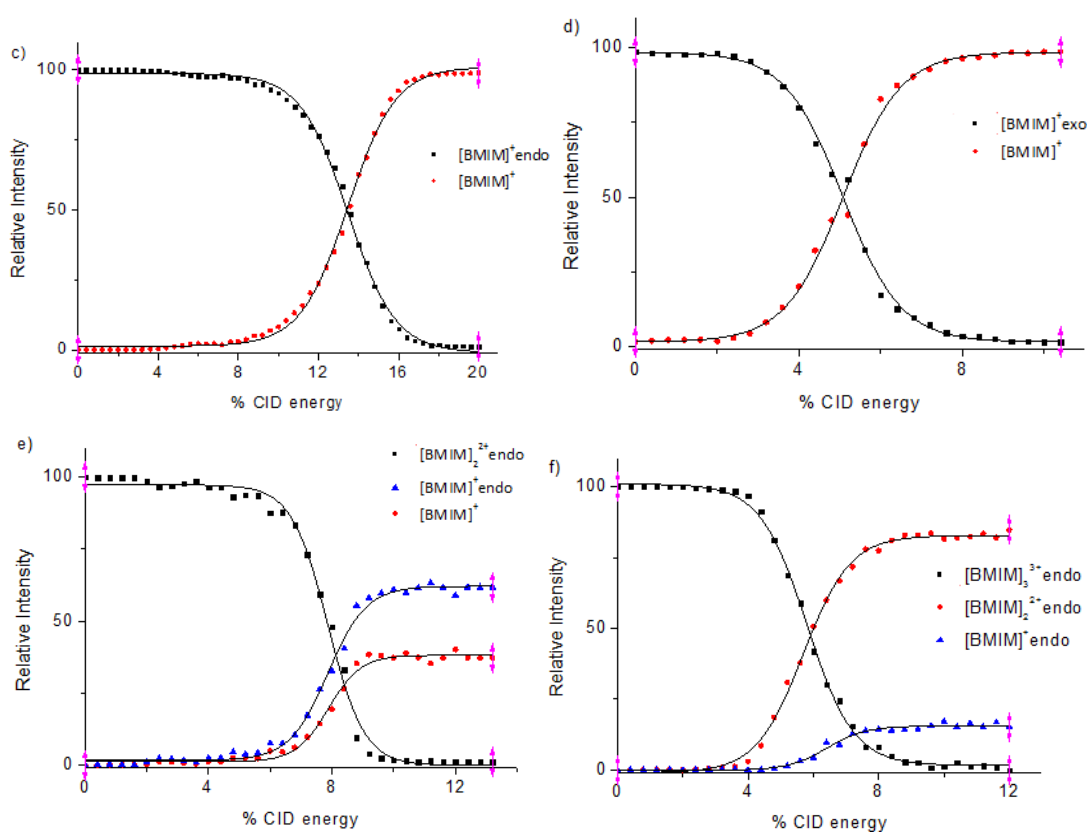 c)
100
50
0
Relative Intensity
[BMIM]⁺endo
[BMIM]⁺
0 4 8 12 16 20
% CID energy
d)
100
50
0
Relative Intensity
[BMIM]⁺exo
[BMIM]⁺
0 4 8
% CID energy
e)
100
50
0
Relative Intensity
[BMIM]₂²⁺endo
[BMIM]⁺endo
[BMIM]⁺
0 4 8 12
% CID energy
f)
100
50
0
Relative Intensity
[BMIM]₃³⁺endo
[BMIM]₂²⁺endo
[BMIM]⁺endo
0 4 8 12
% CID energy